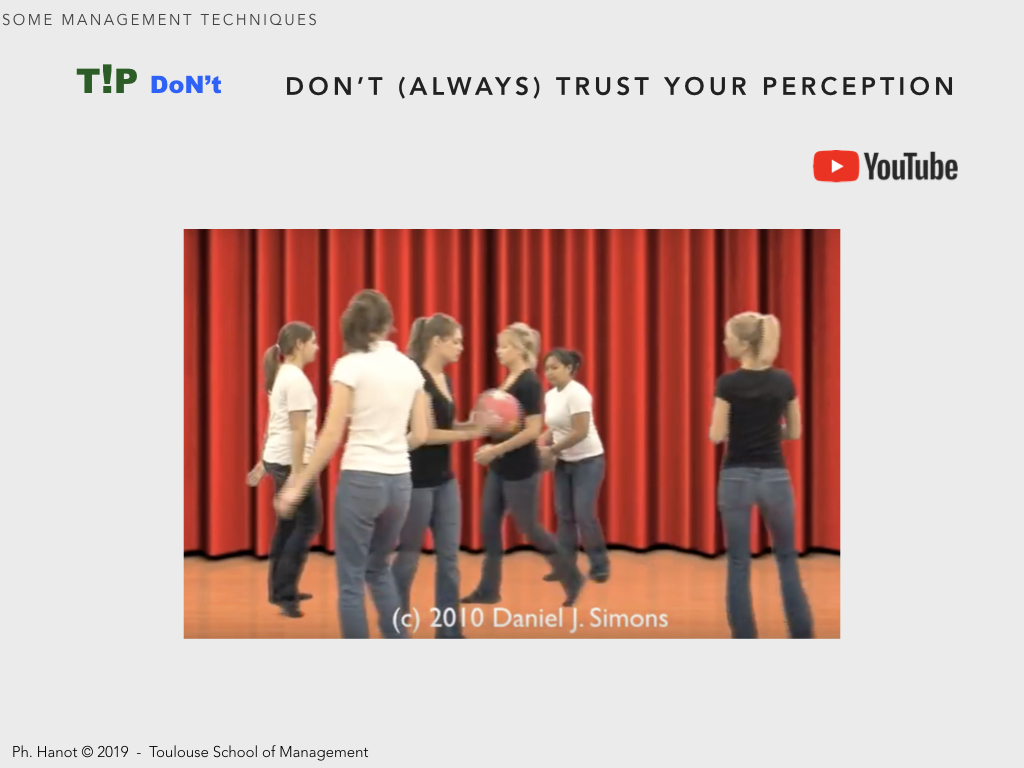 SOME MANAGEMENT TECHNIQUES
T!P DoN't DON'T (ALWAYS) TRUST YOUR PERCEPTION
YouTube
(c) 2010 Daniel J. Simons
Ph. Hanot © 2019 - Toulouse School of Management